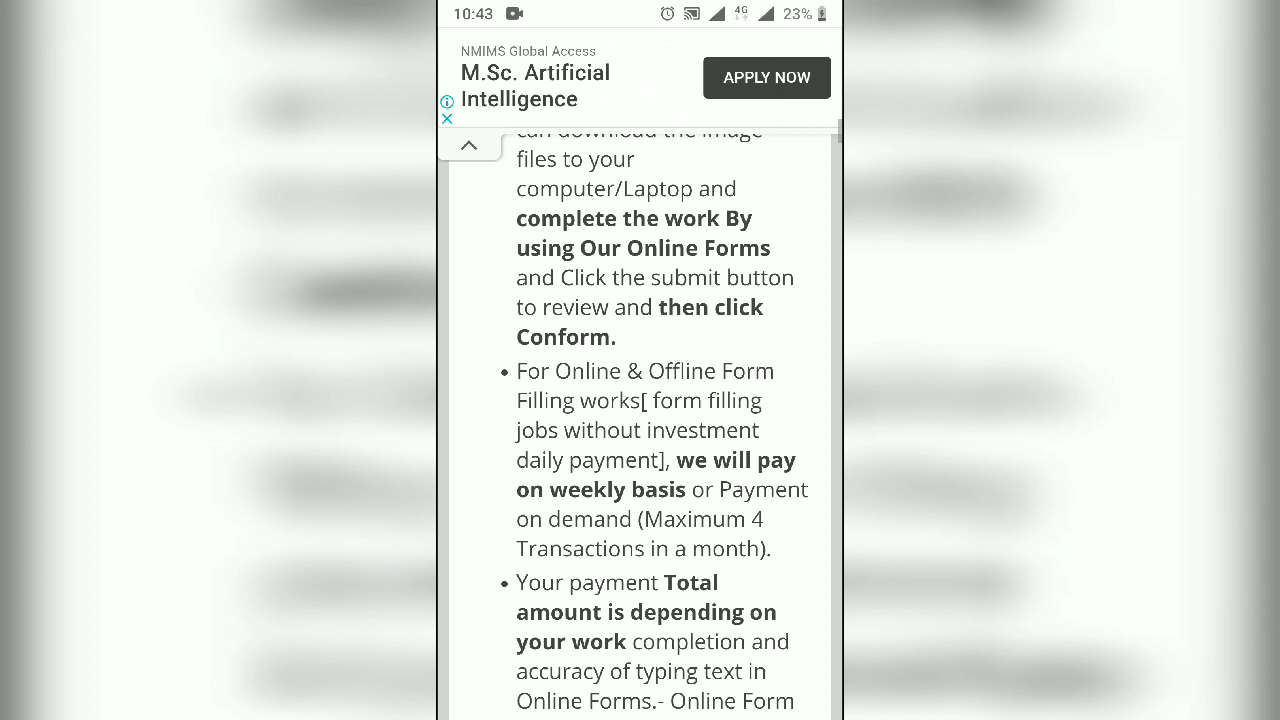 10:43 4G 23%
NMIMS Global Access
M.Sc. Artificial
Intelligence
APPLY NOW
can download the image
files to your
computer/Laptop and
complete the work By
using Our Online Forms
and Click the submit button
to review and then click
Conform.
• For Online & Offline Form
Filling works[ form filling
jobs without investment
daily payment], we will pay
on weekly basis or Payment
on demand (Maximum 4
Transactions in a month).
• Your payment Total
amount is depending on
your work completion and
accuracy of typing text in
Online Forms.- Online Form